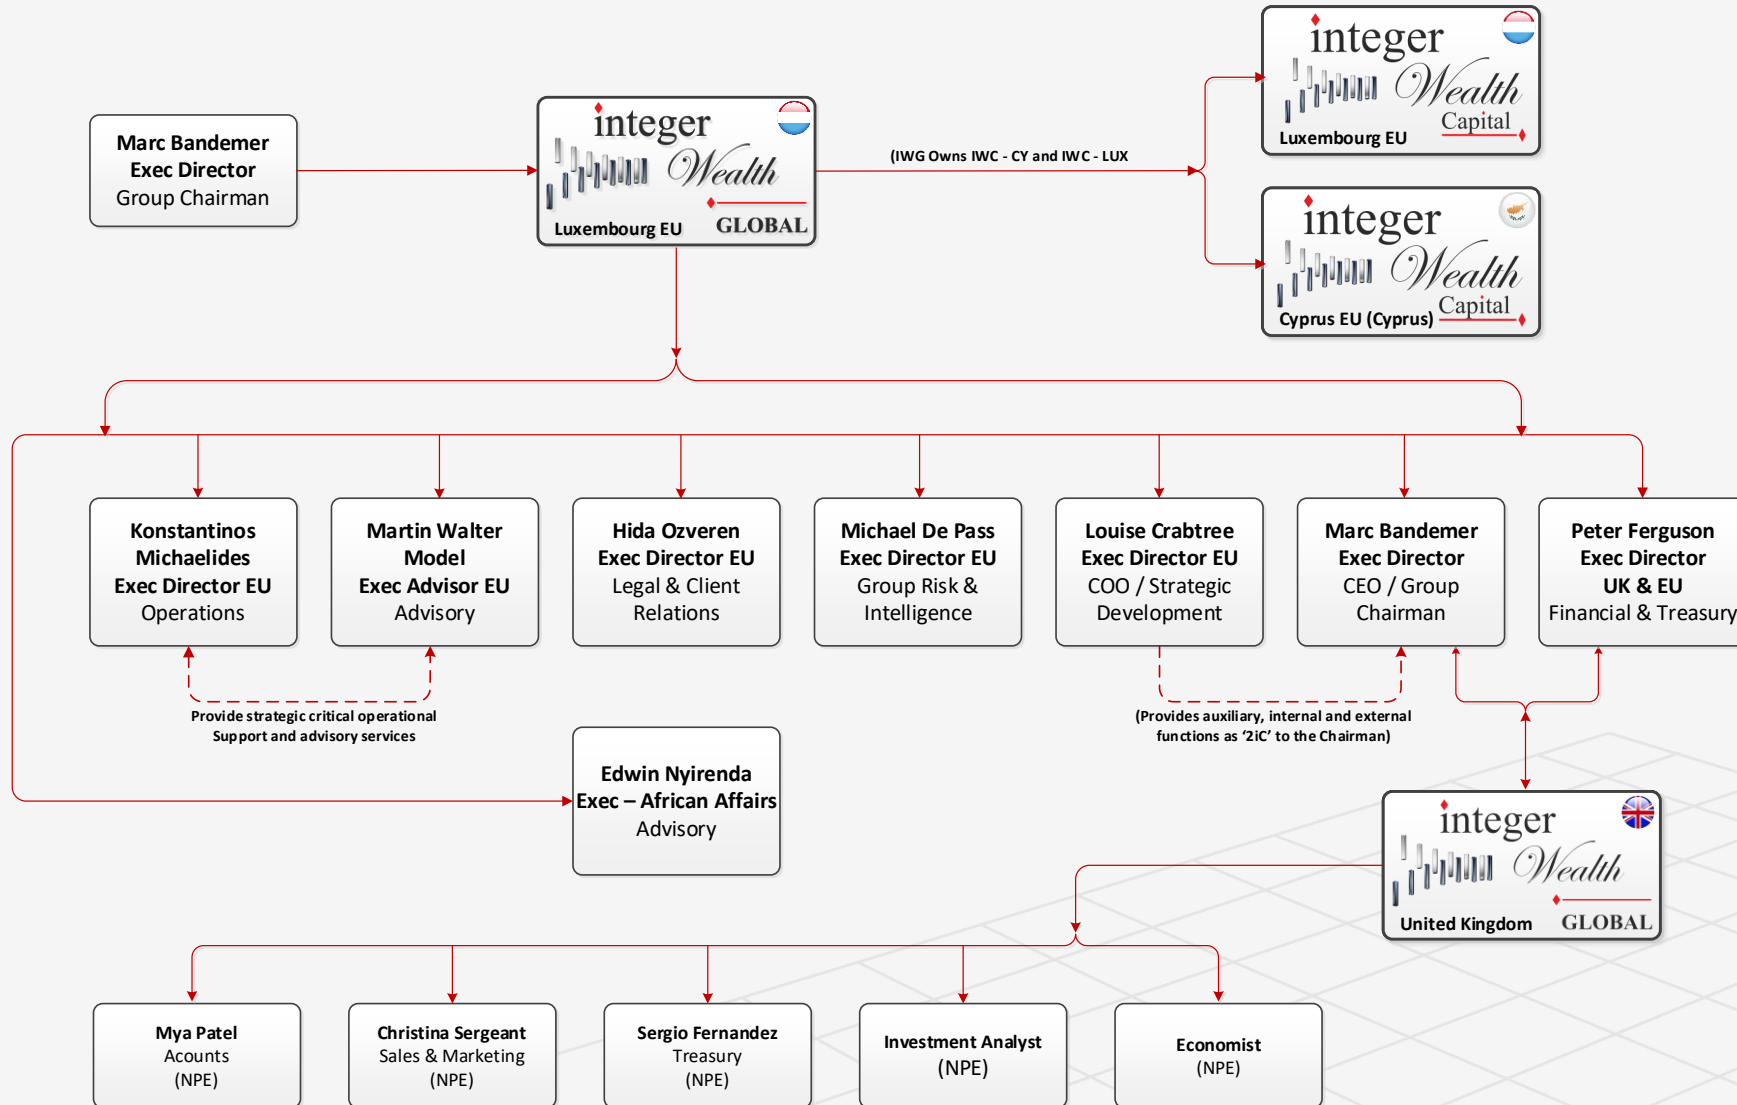 Marc Bandemer
Exec Director
Group Chairman
integer
Wealth
GLOBAL
Luxembourg EU
(IWG Owns IWC - CY and IWC - LUX
integer
Wealth
Capital
Luxembourg EU
integer
Wealth
Capital
Cyprus EU (Cyprus)
Konstantinos
Michaelides
Exec Director EU
Operations
Martin Walter
Model
Exec Advisor EU
Advisory
Hida Ozveren
Exec Director EU
Legal & Client
Relations
Michael De Pass
Exec Director EU
Group Risk &
Intelligence
Louise Crabtree
Exec Director EU
COO / Strategic
Development
Marc Bandemer
Exec Director
CEO / Group
Chairman
Peter Ferguson
Exec Director
UK & EU
Financial & Treasury
Provide strategic critical operational
Support and advisory services
(Provides auxiliary, internal and external
functions as ‘2iC’ to the Chairman)
Edwin Nyirenda
Exec – African Affairs
Advisory
integer
Wealth
GLOBAL
United Kingdom
Mya Patel
Acounts
(NPE)
Christina Sergeant
Sales & Marketing
(NPE)
Sergio Fernandez
Treasury
(NPE)
Investment Analyst
(NPE)
Economist
(NPE)